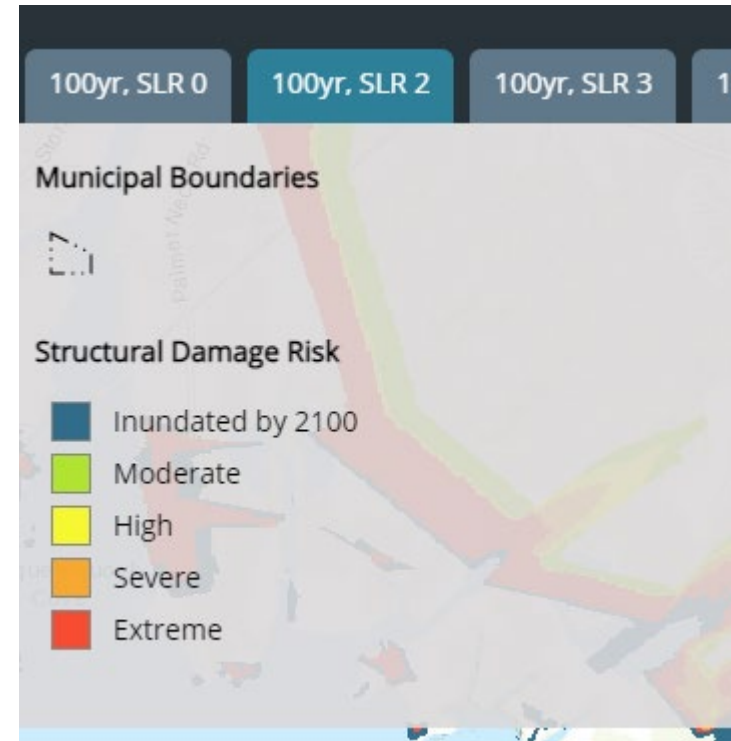 100yr, SLR 0
100yr, SLR 2
100yr, SLR 3
1
Municipal Boundaries
Structural Damage Risk
Inundated by 2100
Moderate
High
Severe
Extreme